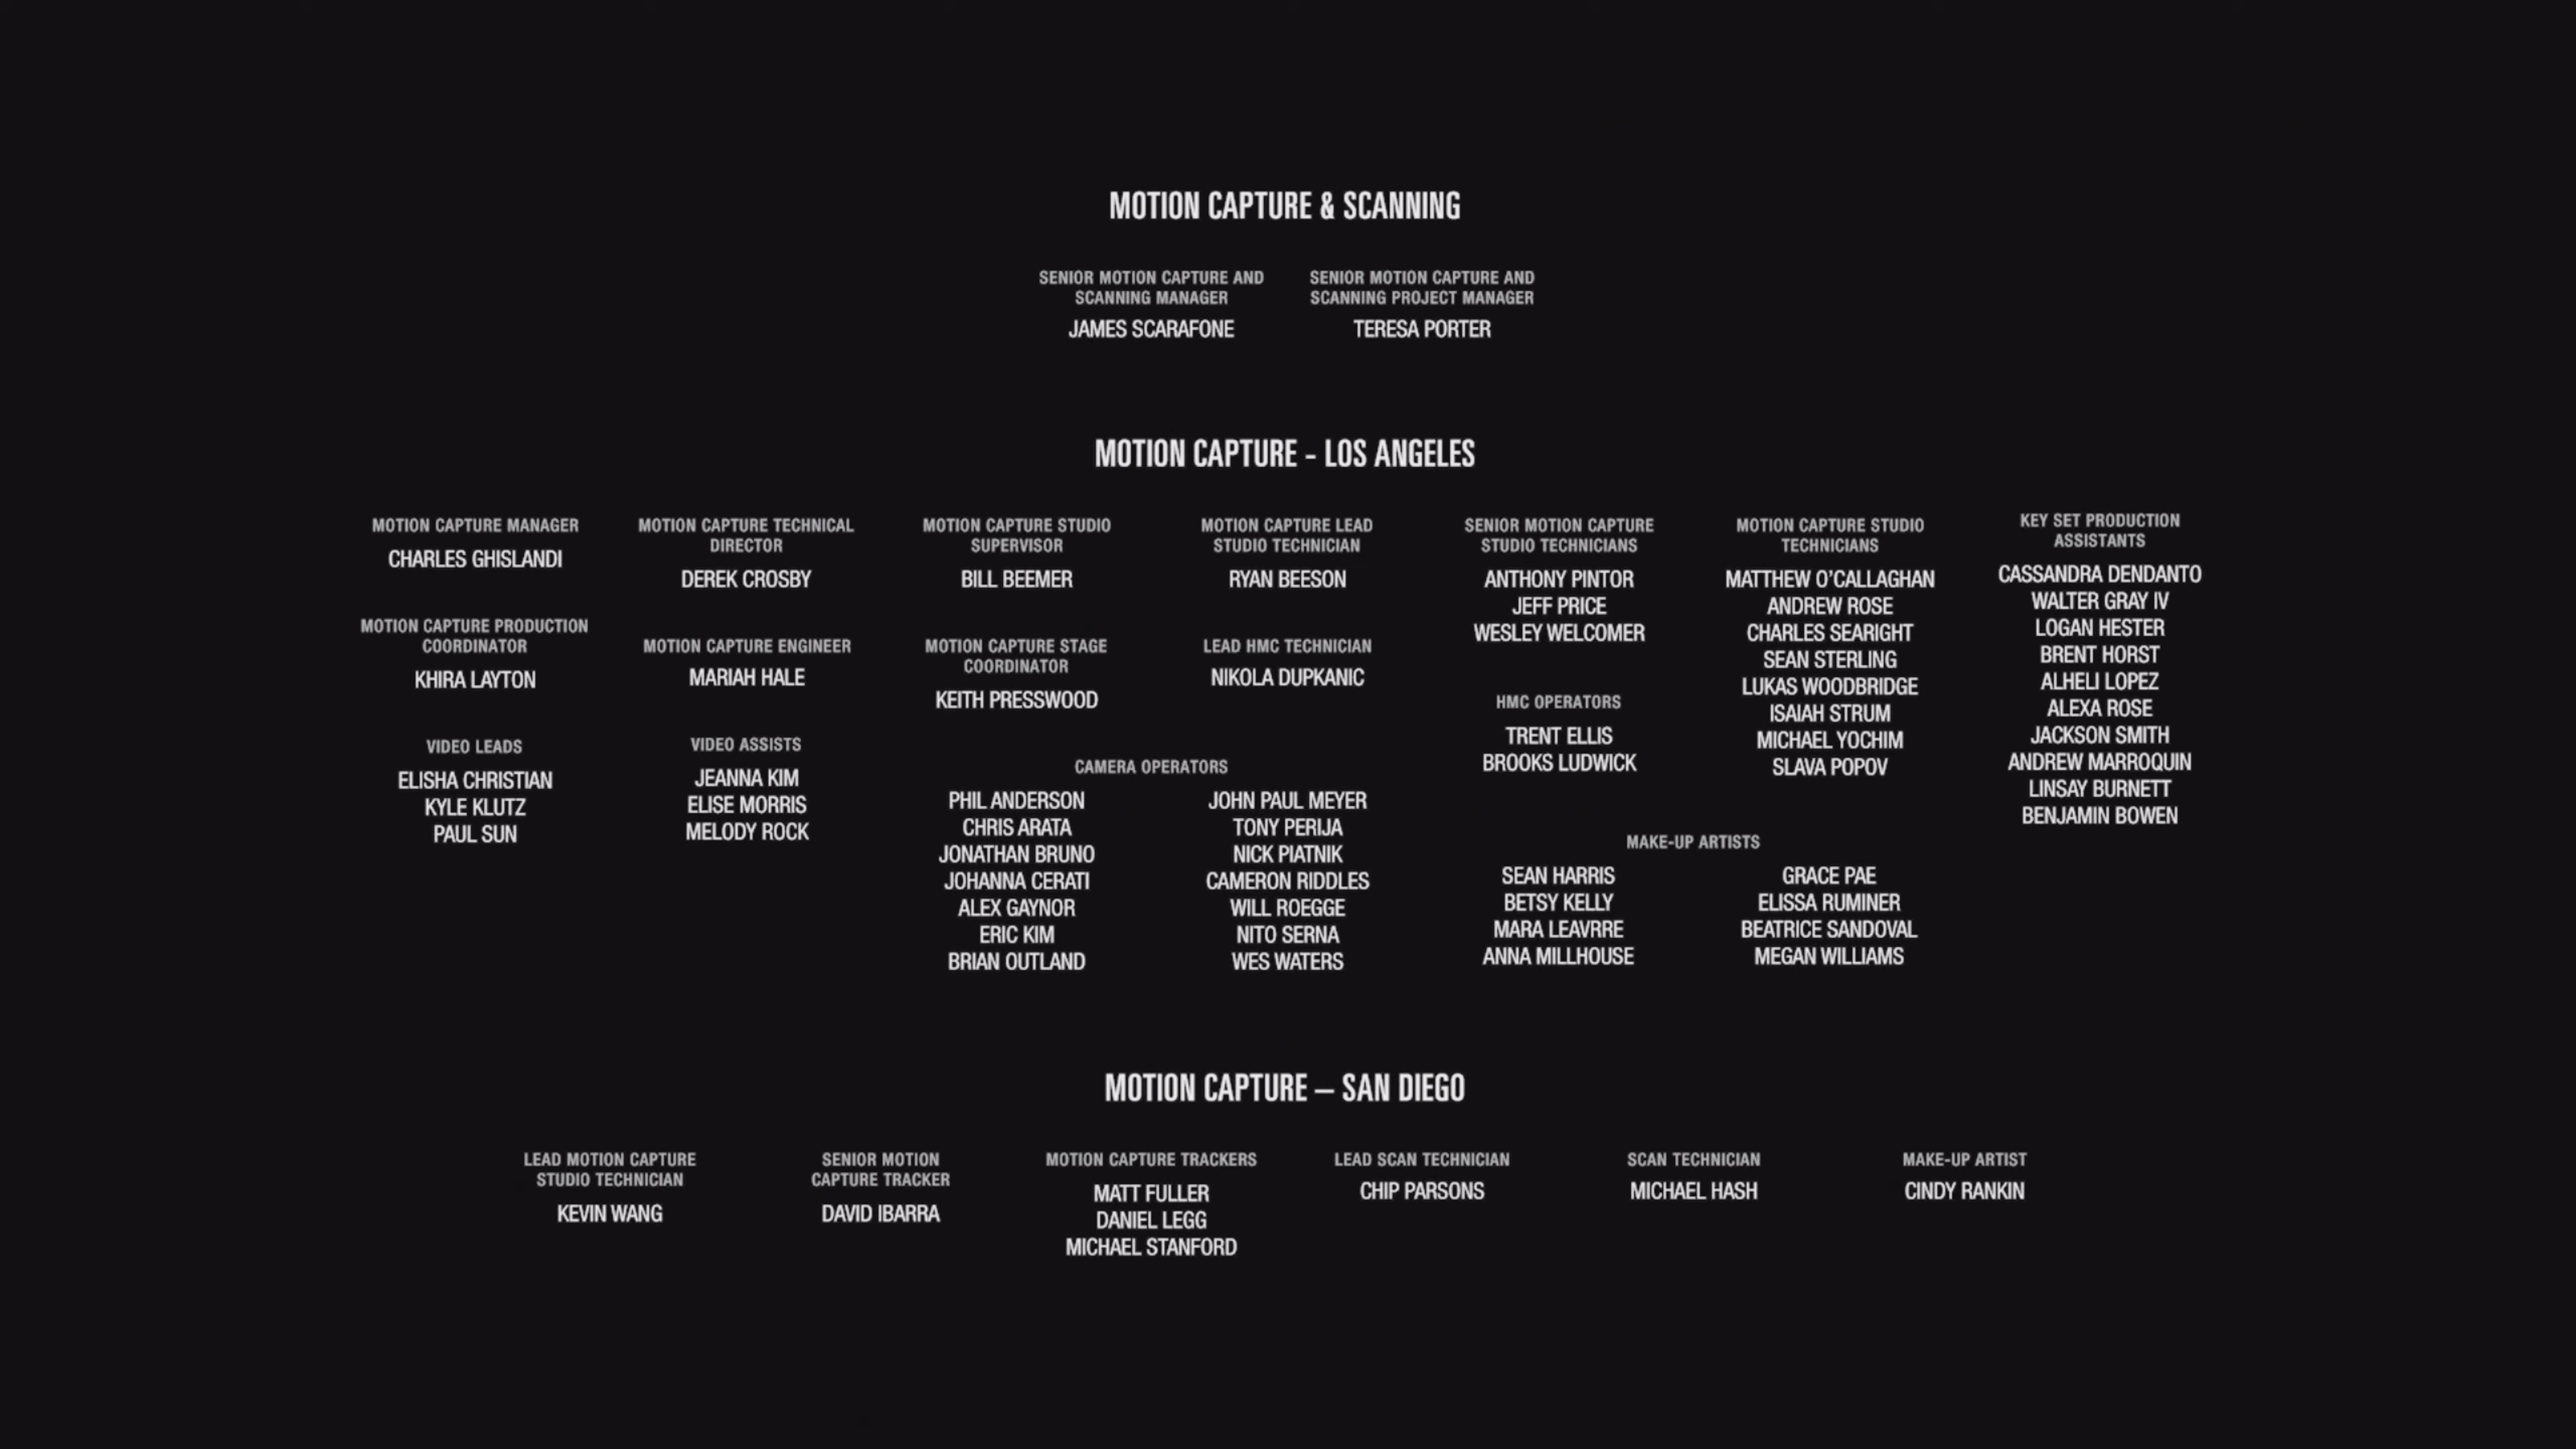 MOTION CAPTURE & SCANNING
SENIOR MOTION CAPTURE AND
SCANNING MANAGER
JAMES SCARAFONE
SENIOR MOTION CAPTURE AND
SCANNING PROJECT MANAGER
TERESA PORTER
MOTION CAPTURE - LOS ANGELES
MOTION CAPTURE MANAGER
CHARLES GHISLANDI
MOTION CAPTURE PRODUCTION
COORDINATOR
KHIRA LAYTON
VIDEO LEADS
ELISHA CHRISTIAN
KYLE KLUTZ
PAUL SUN
MOTION CAPTURE TECHNICAL
DIRECTOR
DEREK CROSBY
MOTION CAPTURE ENGINEER
MARIAH HALE
VIDEO ASSISTS
JEANNA KIM
ELISE MORRIS
MELODY ROCK
MOTION CAPTURE STUDIO
SUPERVISOR
BILL BEEMER
MOTION CAPTURE STAGE
COORDINATOR
KEITH PRESSWOOD
MOTION CAPTURE LEAD
STUDIO TECHNICIAN
RYAN BEESON
LEAD HMC TECHNICIAN
NIKOLA DUPKANIC
CAMERA OPERATORS
PHIL ANDERSON
CHRIS ARATA
JONATHAN BRUNO
JOHANNA CERATI
ALEX GAYNOR
ERIC KIM
BRIAN OUTLAND
JOHN PAUL MEYER
TONY PERIJA
NICK PIATNIK
CAMERON RIDDLES
WILL ROEGGE
NITO SERNA
WES WATERS
SENIOR MOTION CAPTURE
STUDIO TECHNICIANS
ANTHONY PINTOR
JEFF PRICE
WESLEY WELCOMER
HMC OPERATORS
TRENT ELLIS
BROOKS LUDWICK
MOTION CAPTURE STUDIO
TECHNICIANS
MATTHEW O'CALLAGHAN
ANDREW ROSE
CHARLES SEARIGHT
SEAN STERLING
LUKAS WOODBRIDGE
ISAIAH STRUM
MICHAEL YOCHIM
SLAVA POPOV
MAKE-UP ARTISTS
SEAN HARRIS
BETSY KELLY
MARA LEAVRRE
ANNA MILLHOUSE
GRACE PAE
ELISSA RUMINER
BEATRICE SANDOVAL
MEGAN WILLIAMS
KEY SET PRODUCTION
ASSISTANTS
CASSANDRA DENDANTO
WALTER GRAY IV
LOGAN HESTER
BRENT HORST
ALHELI LOPEZ
ALEXA ROSE
JACKSON SMITH
ANDREW MARROQUIN
LINSAY BURNETT
BENJAMIN BOWEN
MOTION CAPTURE – SAN DIEGO
LEAD MOTION CAPTURE
STUDIO TECHNICIAN
KEVIN WANG
SENIOR MOTION
CAPTURE TRACKER
DAVID IBARRA
MOTION CAPTURE TRACKERS
MATT FULLER
DANIEL LEGG
MICHAEL STANFORD
LEAD SCAN TECHNICIAN
CHIP PARSONS
SCAN TECHNICIAN
MICHAEL HASH
MAKE-UP ARTIST
CINDY RANKIN